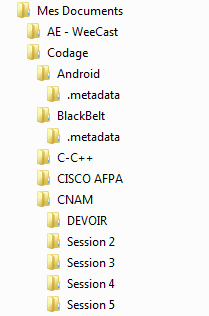 Mes Documents
AE - WeeCast
Codage
Android
.metadata
BlackBelt
.metadata
C-C++
CISCO AFPA
CNAM
DEVOIR
Session 2
Session 3
Session 4
Session 5